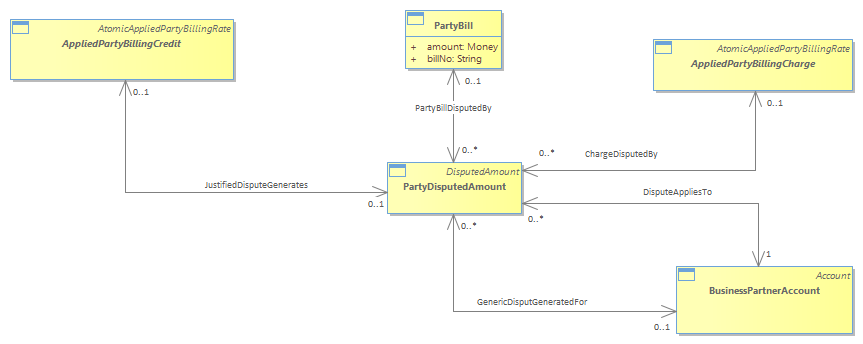 AtomicAppliedPartyBillingRate
AppliedPartyBillingCredit
0..1
PartyBill
+ amount: Money
+ billNo: String
0..1
AtomicAppliedPartyBillingRate
AppliedPartyBillingCharge
0..1
PartyBillDisputedBy
0..*
0..*
ChargeDisputedBy
DisputedAmount
PartyDisputedAmount
JustifiedDisputeGenerates
0..1
DisputeAppliesTo
0..*
0..*
1
Account
BusinessPartnerAccount
GenericDisputGeneratedFor
0..1